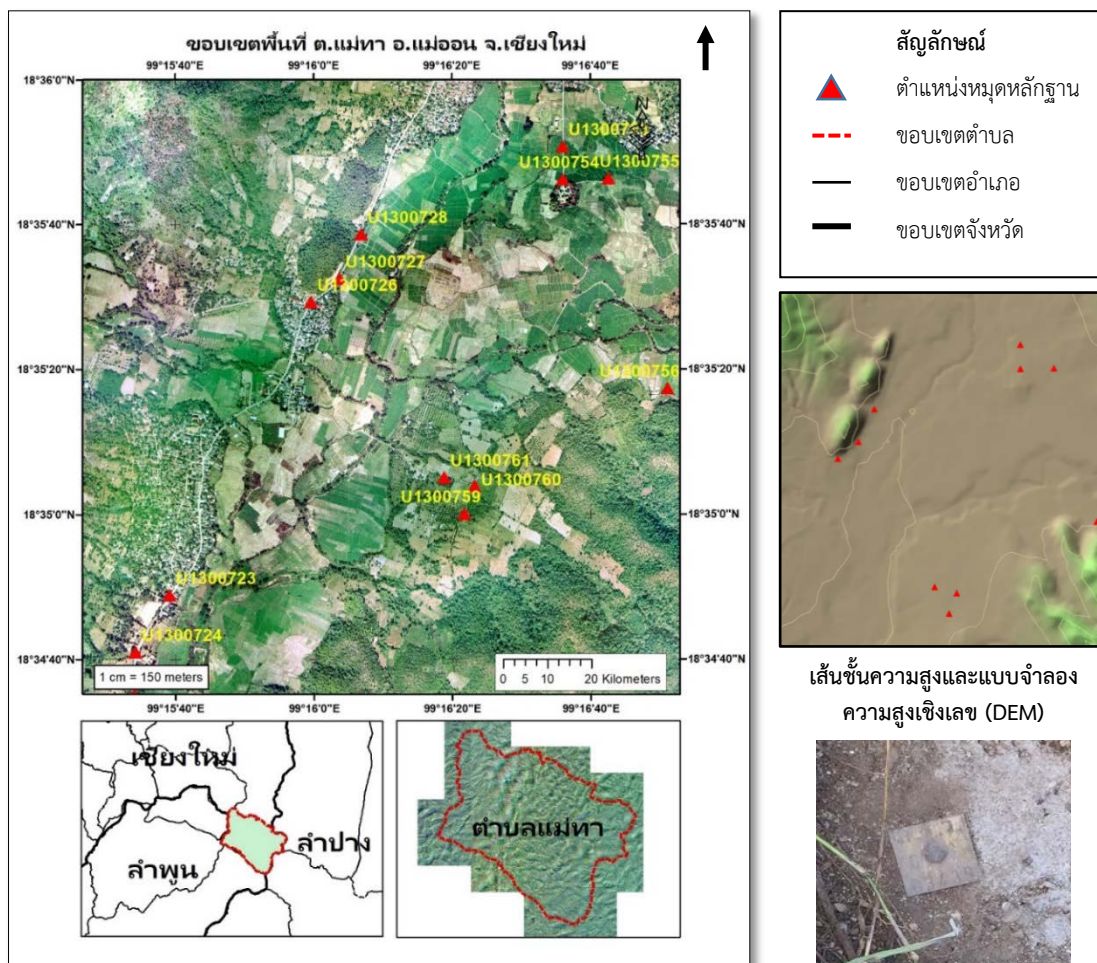 ขอบเขตพื้นที่ ต.แม่ทา อ.แม่ออน จ.เชียงใหม่
99°15'40"E 99°16'0"E 99°16'20"E 99°16'40"E
18°36'0"N
18°35'40"N 18°35'40"N
18°35'20"N 18°35'20"N
18°35'0"N 18°35'0"N
18°34'40"N 18°34'40"N
N
U1300754 U1300755
U1300728
U1300727
U1300726
U1300756
U1300761
U1300760
U1300759
U1300723
U1300724
1 cm = 150 meters
0 5 10 20 Kilometers
99°15'40"E 99°16'0"E 99°16'20"E 99°16'40"E
เชียงใหม่
ลำปาง
ลำพูน
ตำบลแม่ทา
สัญลักษณ์
ตำแหน่งหมุดหลักฐาน
ขอบเขตตำบล
ขอบเขตอำเภอ
ขอบเขตจังหวัด
เส้นชั้นความสูงและแบบจำลอง
ความสูงเชิงเลข (DEM)